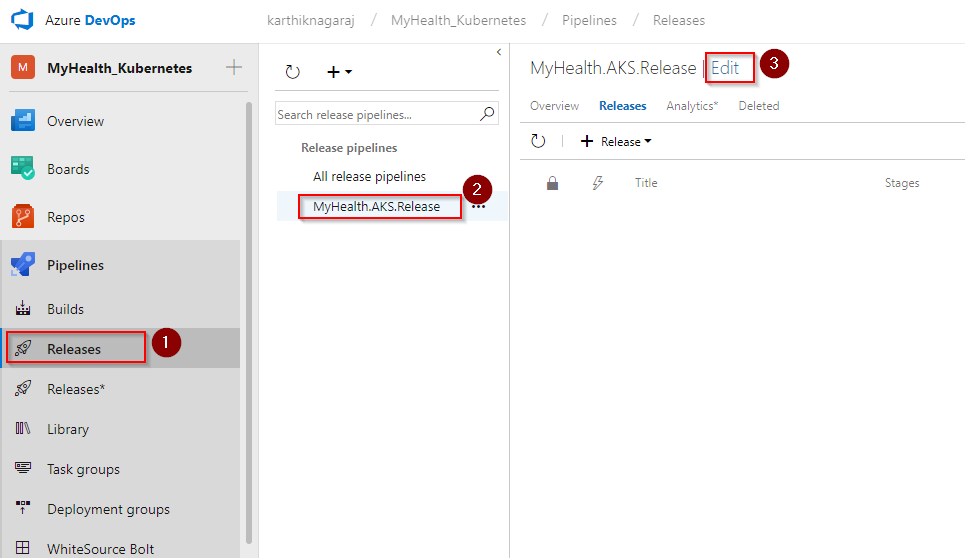 Azure DevOps
karthiknagaraj / MyHealth_Kubernetes / Pipelines / Releases
M MyHealth_Kubernetes
Overview
Boards
Repos
Pipelines
Builds
Releases 1
Releases*
Library
Task groups
Deployment groups
WhiteSource Bolt
Search release pipelines...
Release pipelines
All release pipelines
2
MyHealth.AKS.Release ...
MyHealth.AKS.Release | Edit 3
Overview Releases Analytics* Deleted
Release
Title Stages